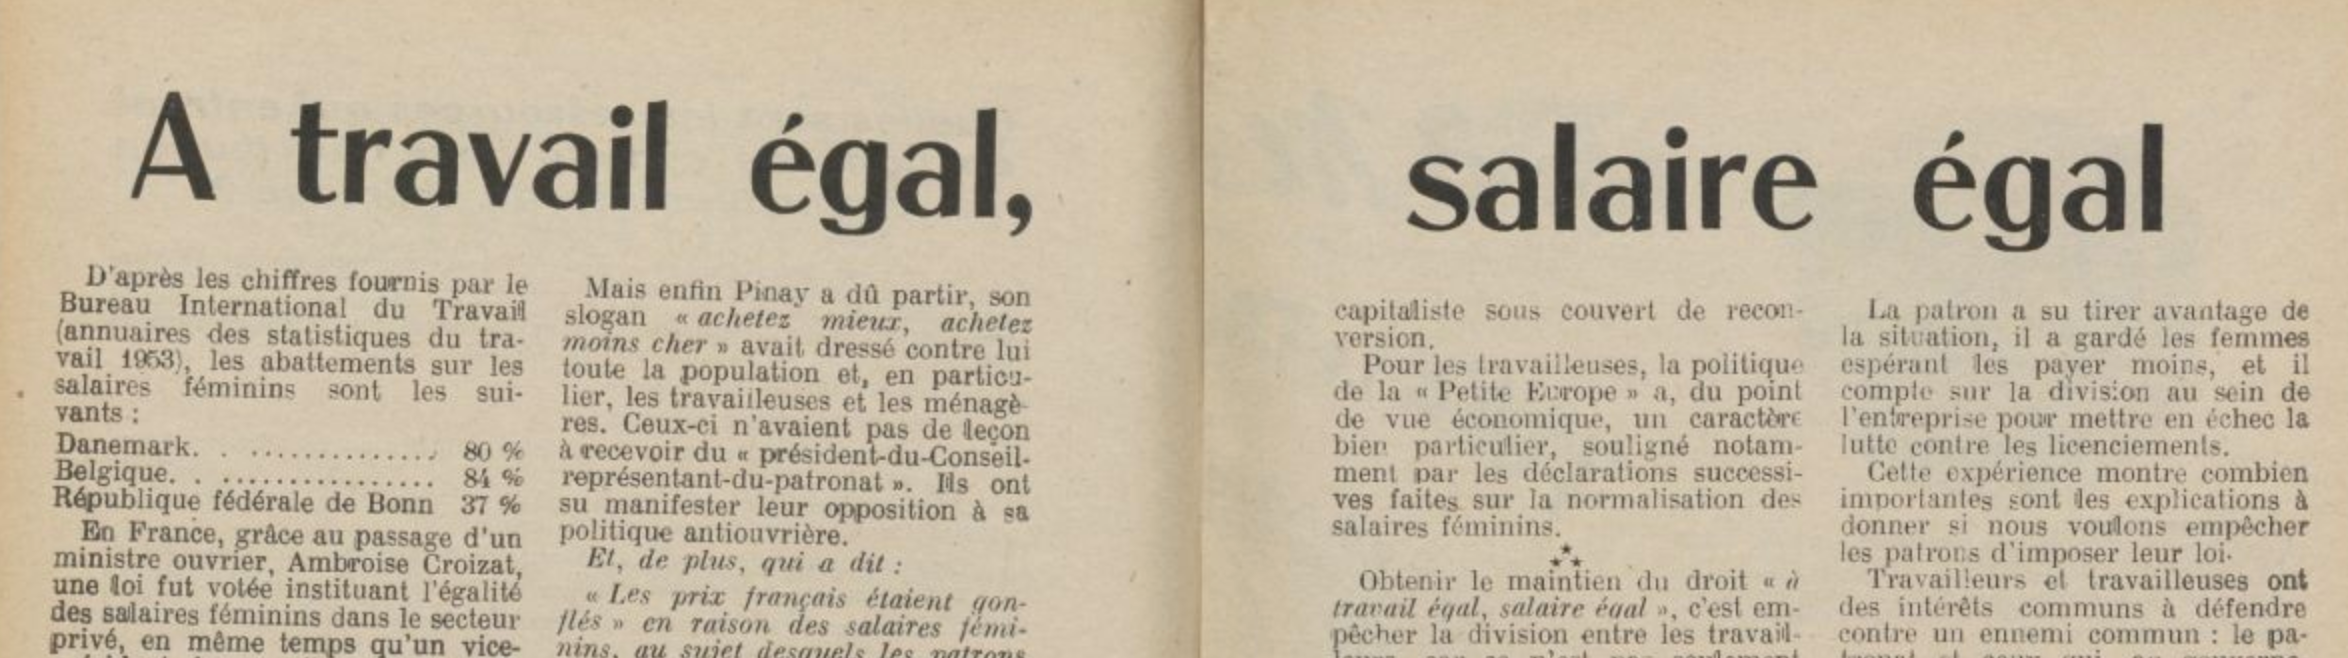 A travail égal,
salaire égal
D'après les chiffres fournis par le
Bureau International du Travail
(annuaires des statistiques du tra-
vail 1953), les abattements sur les
salaires féminins sont les sui-
vants :
Danemark. . .............. 80 %
Belgique. . ................. 84 %
République fédérale de Bonn 37 %
En France, grâce au passage d'un
ministre ouvrier, Ambroise Croizat,
une loi fut votée instituant l'égalité
des salaires féminins dans le secteur
privé, en même temps qu'un vice-
Mais enfin Pinay a dû partir, son
slogan « achetez mieux, achetez
moins cher » avait dressé contre lui
toute la population et, en particu-
lier, les travailleuses et les ménagè-
res. Ceux-ci n'avaient pas de leçon
à recevoir du « président-du-Conseil-
représentant-du-patronat ». Ils ont
su manifester leur opposition à sa
politique antiouvrière.
Et, de plus, qui a dit :
« Les prix français étaient gon-
flés » en raison des salaires fémi-
nins, au sujet desquels les patrons
capitaliste sous couvert de recon-
version.
Pour les travailleuses, la politique
de la « Petite Europe » a, du point
de vue économique, un caractère
bien particulier, souligné notam-
ment par les déclarations successi-
ves faites sur la normalisation des
salaires féminins.
Obtenir le maintien du droit « à
travail égal, salaire égal », c'est em-
pêcher la division entre les travail-
La patron a su tirer avantage de
la situation, il a gardé les femmes
espérant les payer moins, et il
compte sur la division au sein de
l'entreprise pour mettre en échec la
lutte contre les licenciements.
Cette expérience montre combien
importantes sont les explications à
donner si nous voulons empêcher
les patrons d'imposer leur loi.
Travailleurs et travailleuses ont
des intérêts communs à défendre
contre un ennemi commun : le pa-